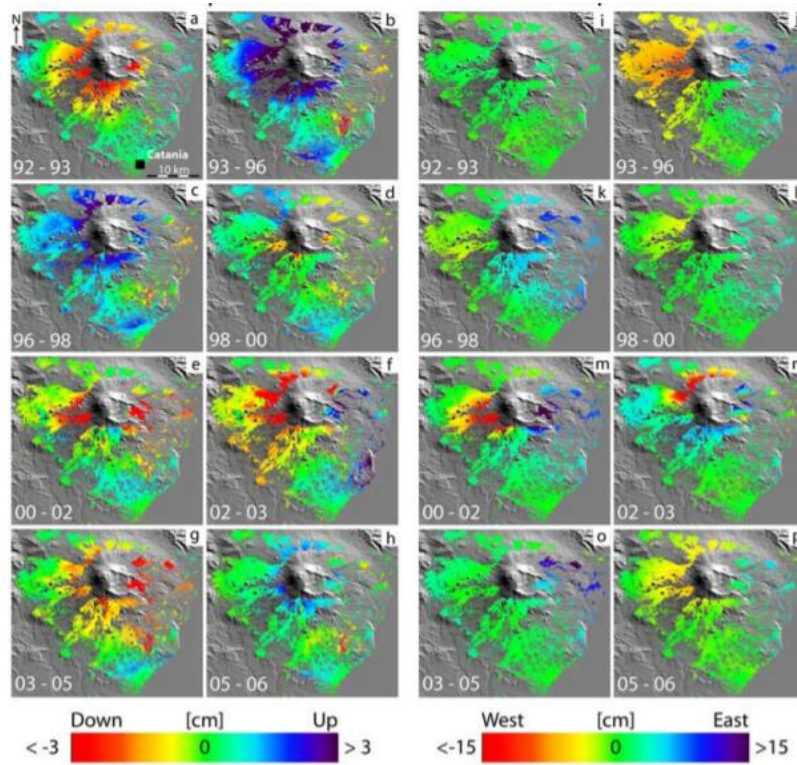 N a b i j
Catania
92 - 93 10 km 93 - 96 92 - 93 93 - 96
c d k l
96 - 98 98 - 00 96 - 98 98 - 00
e f m n
00 - 02 02 - 03 00 - 02 02 - 03
g h o p
03 - 05 05 - 06 03 - 05 05 - 06
Down [cm] Up West [cm] East
< -3 0 > 3 < -15 0 >15